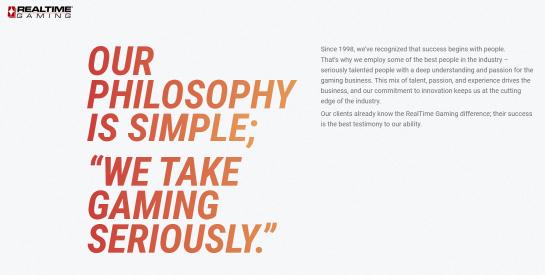 REALTIME
GAMING
OUR
PHILOSOPHY
IS SIMPLE;
“WE TAKE
GAMING
SERIOUSLY.”
Since 1998, we've recognized that success begins with people.
That's why we employ some of the best people in the industry –
seriously talented people with a deep understanding and passion for the
gaming business. This mix of talent, passion, and experience drives the
business, and our commitment to innovation keeps us at the cutting
edge of the industry.
Our clients already know the RealTime Gaming difference; their success
is the best testimony to our ability.